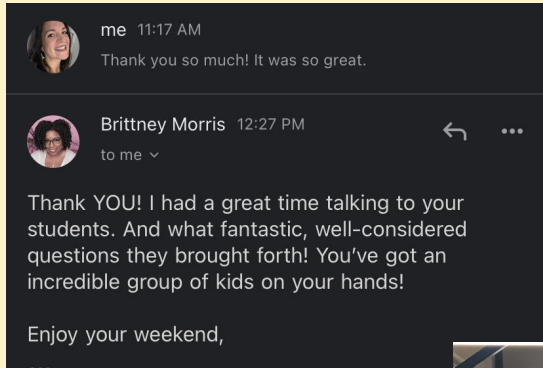 me 11:17 AM
Thank you so much! It was so great.
Brittney Morris 12:27 PM
to me
Thank YOU! I had a great time talking to your
students. And what fantastic, well-considered
questions they brought forth! You’ve got an
incredible group of kids on your hands!
Enjoy your weekend,